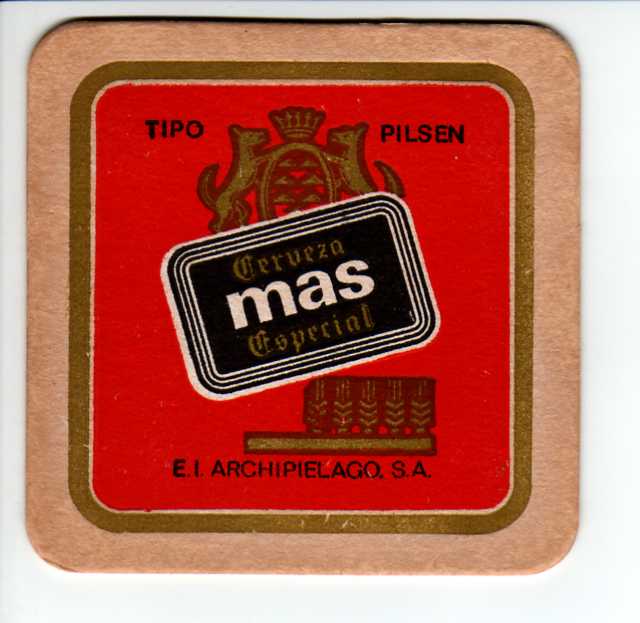 TIPO PILSEN
Cerveza
mas
Especial
E.I. ARCHIPIELAGO, S.A.